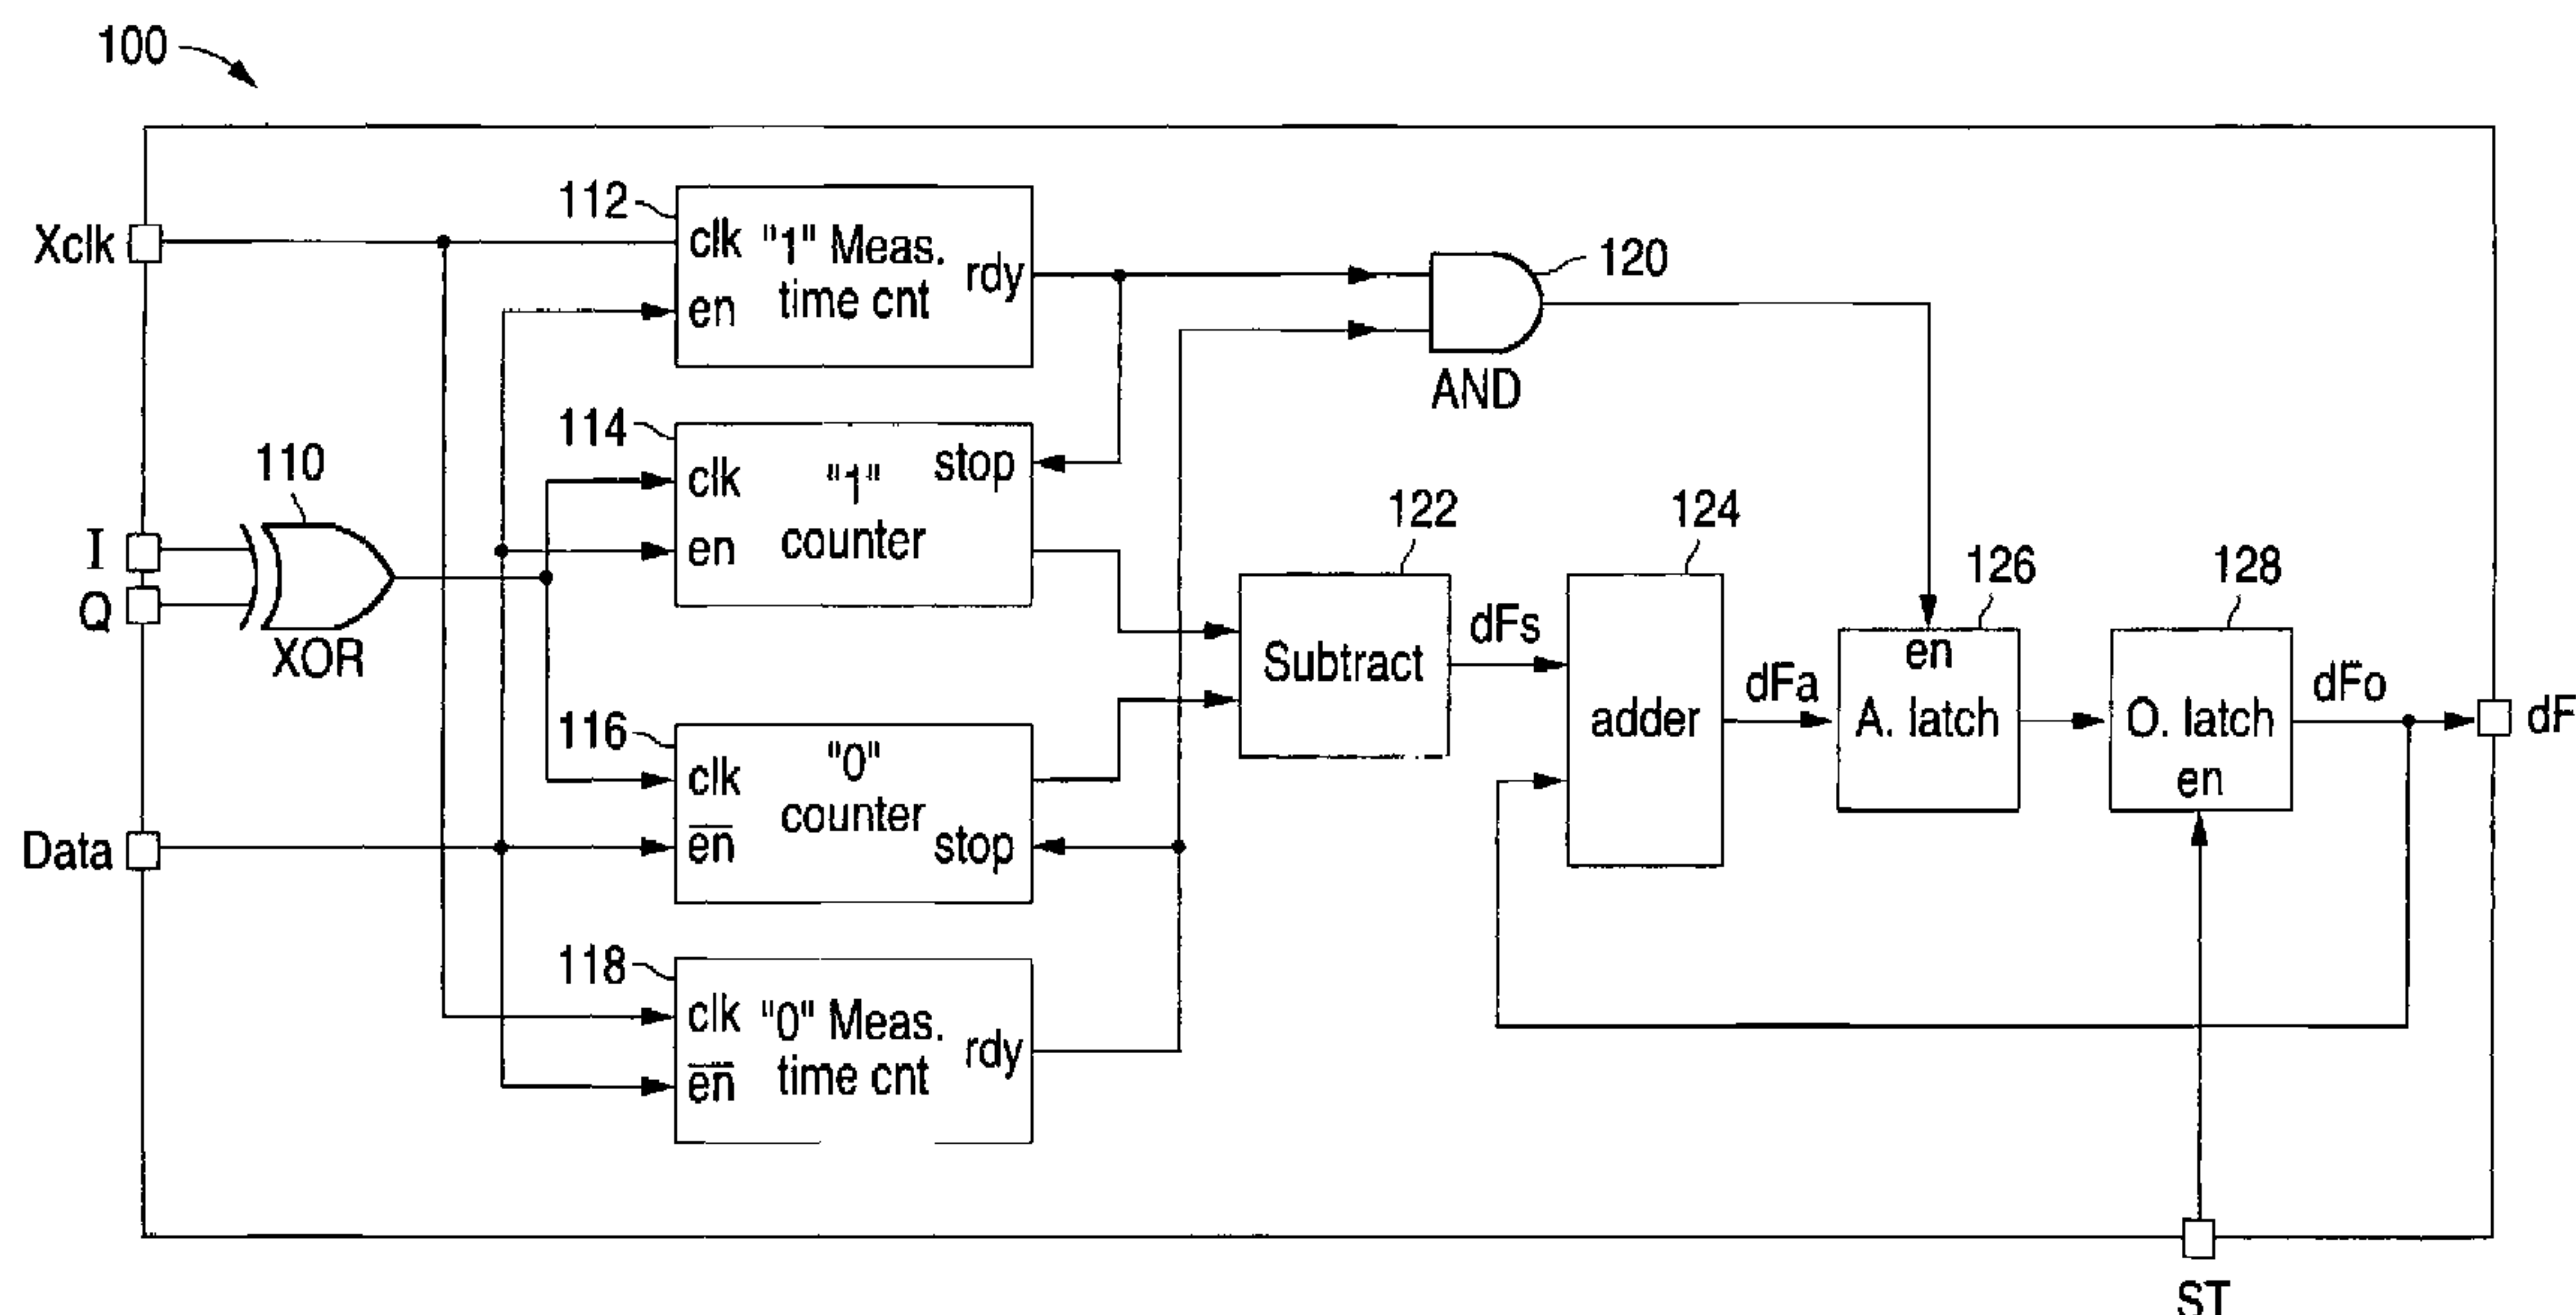 100
112
Xclk
clk "1" Meas.
time cnt
rdy
en
120
AND
114
stop
clk
"1"
counter
en
110
I
Q
XOR
122
Subtract
dFs
124
adder
dFa
126
en
A. latch
128
O. latch
en
dFo
dF
116
clk
"0"
counter
en
stop
Data
118
clk "0" Meas.
time cnt
rdy
en
ST